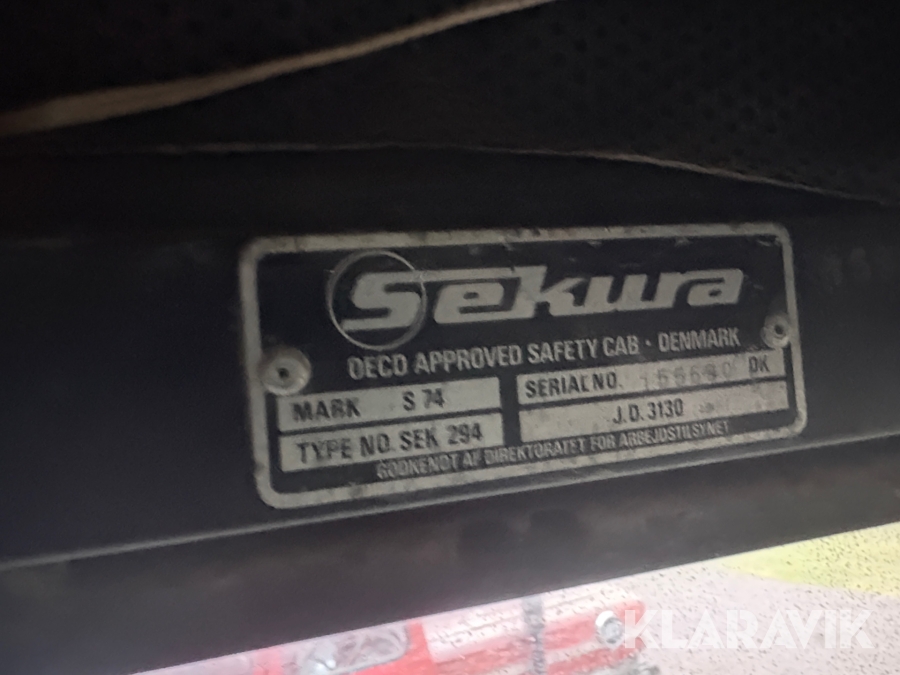 Sekura
OECD APPROVED SAFETY CAB · DENMARK
MARK S 74
SERIAL NO. DK
TYPE NO. SEK 294
J.D. 3130
GODKENDT AF DIREKTORATET FOR ARBEJDSTILSYNET
KLARAVIK